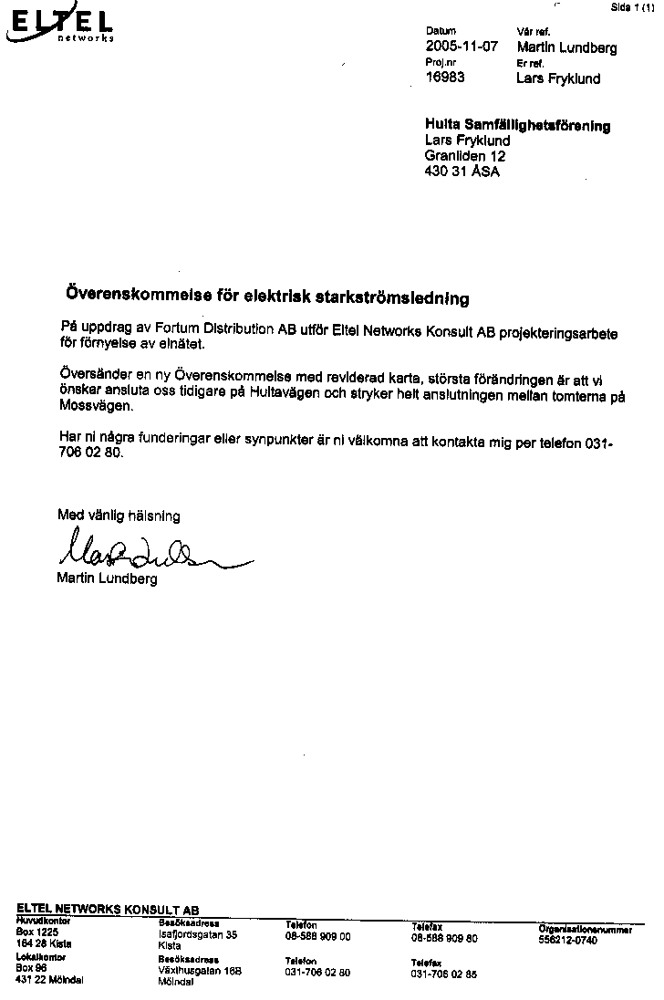 ELTEL
networks
Sida 1 (1)
Datum Vår ref.
2005-11-07 Martin Lundberg
Proj.nr Er ref.
16983 Lars Fryklund
Hulta Samfällighetsförening
Lars Fryklund
Granliden 12
430 31 ÅSA
Överenskommelse för elektrisk starkströmsledning
På uppdrag av Fortum Distribution AB utför Eltel Networks Konsult AB projekteringsarbete
för förnyelse av elnätet.
Översänder en ny Överenskommelse med reviderad karta, största förändringen är att vi
önskar ansluta oss tidigare på Hultavägen och stryker helt anslutningen mellan tomterna på
Mossvägen.
Har ni några funderingar eller synpunkter är ni välkomna att kontakta mig per telefon 031-
706 02 80.
Med vänlig hälsning
Martin Lundberg
ELTEL NETWORKS KONSULT AB
Huvudkontor Besöksadress Telefon Telefax Organisationsnummer
Box 1225 Isafjordsgatan 35 08-588 909 00 08-588 909 80 556212-0740
164 28 Kista Kista
Lokalkontor Besöksadress Telefon Telefax
Box 96 Växthusgatan 16B 031-706 02 80 031-706 02 85
431 22 Mölndal Mölndal